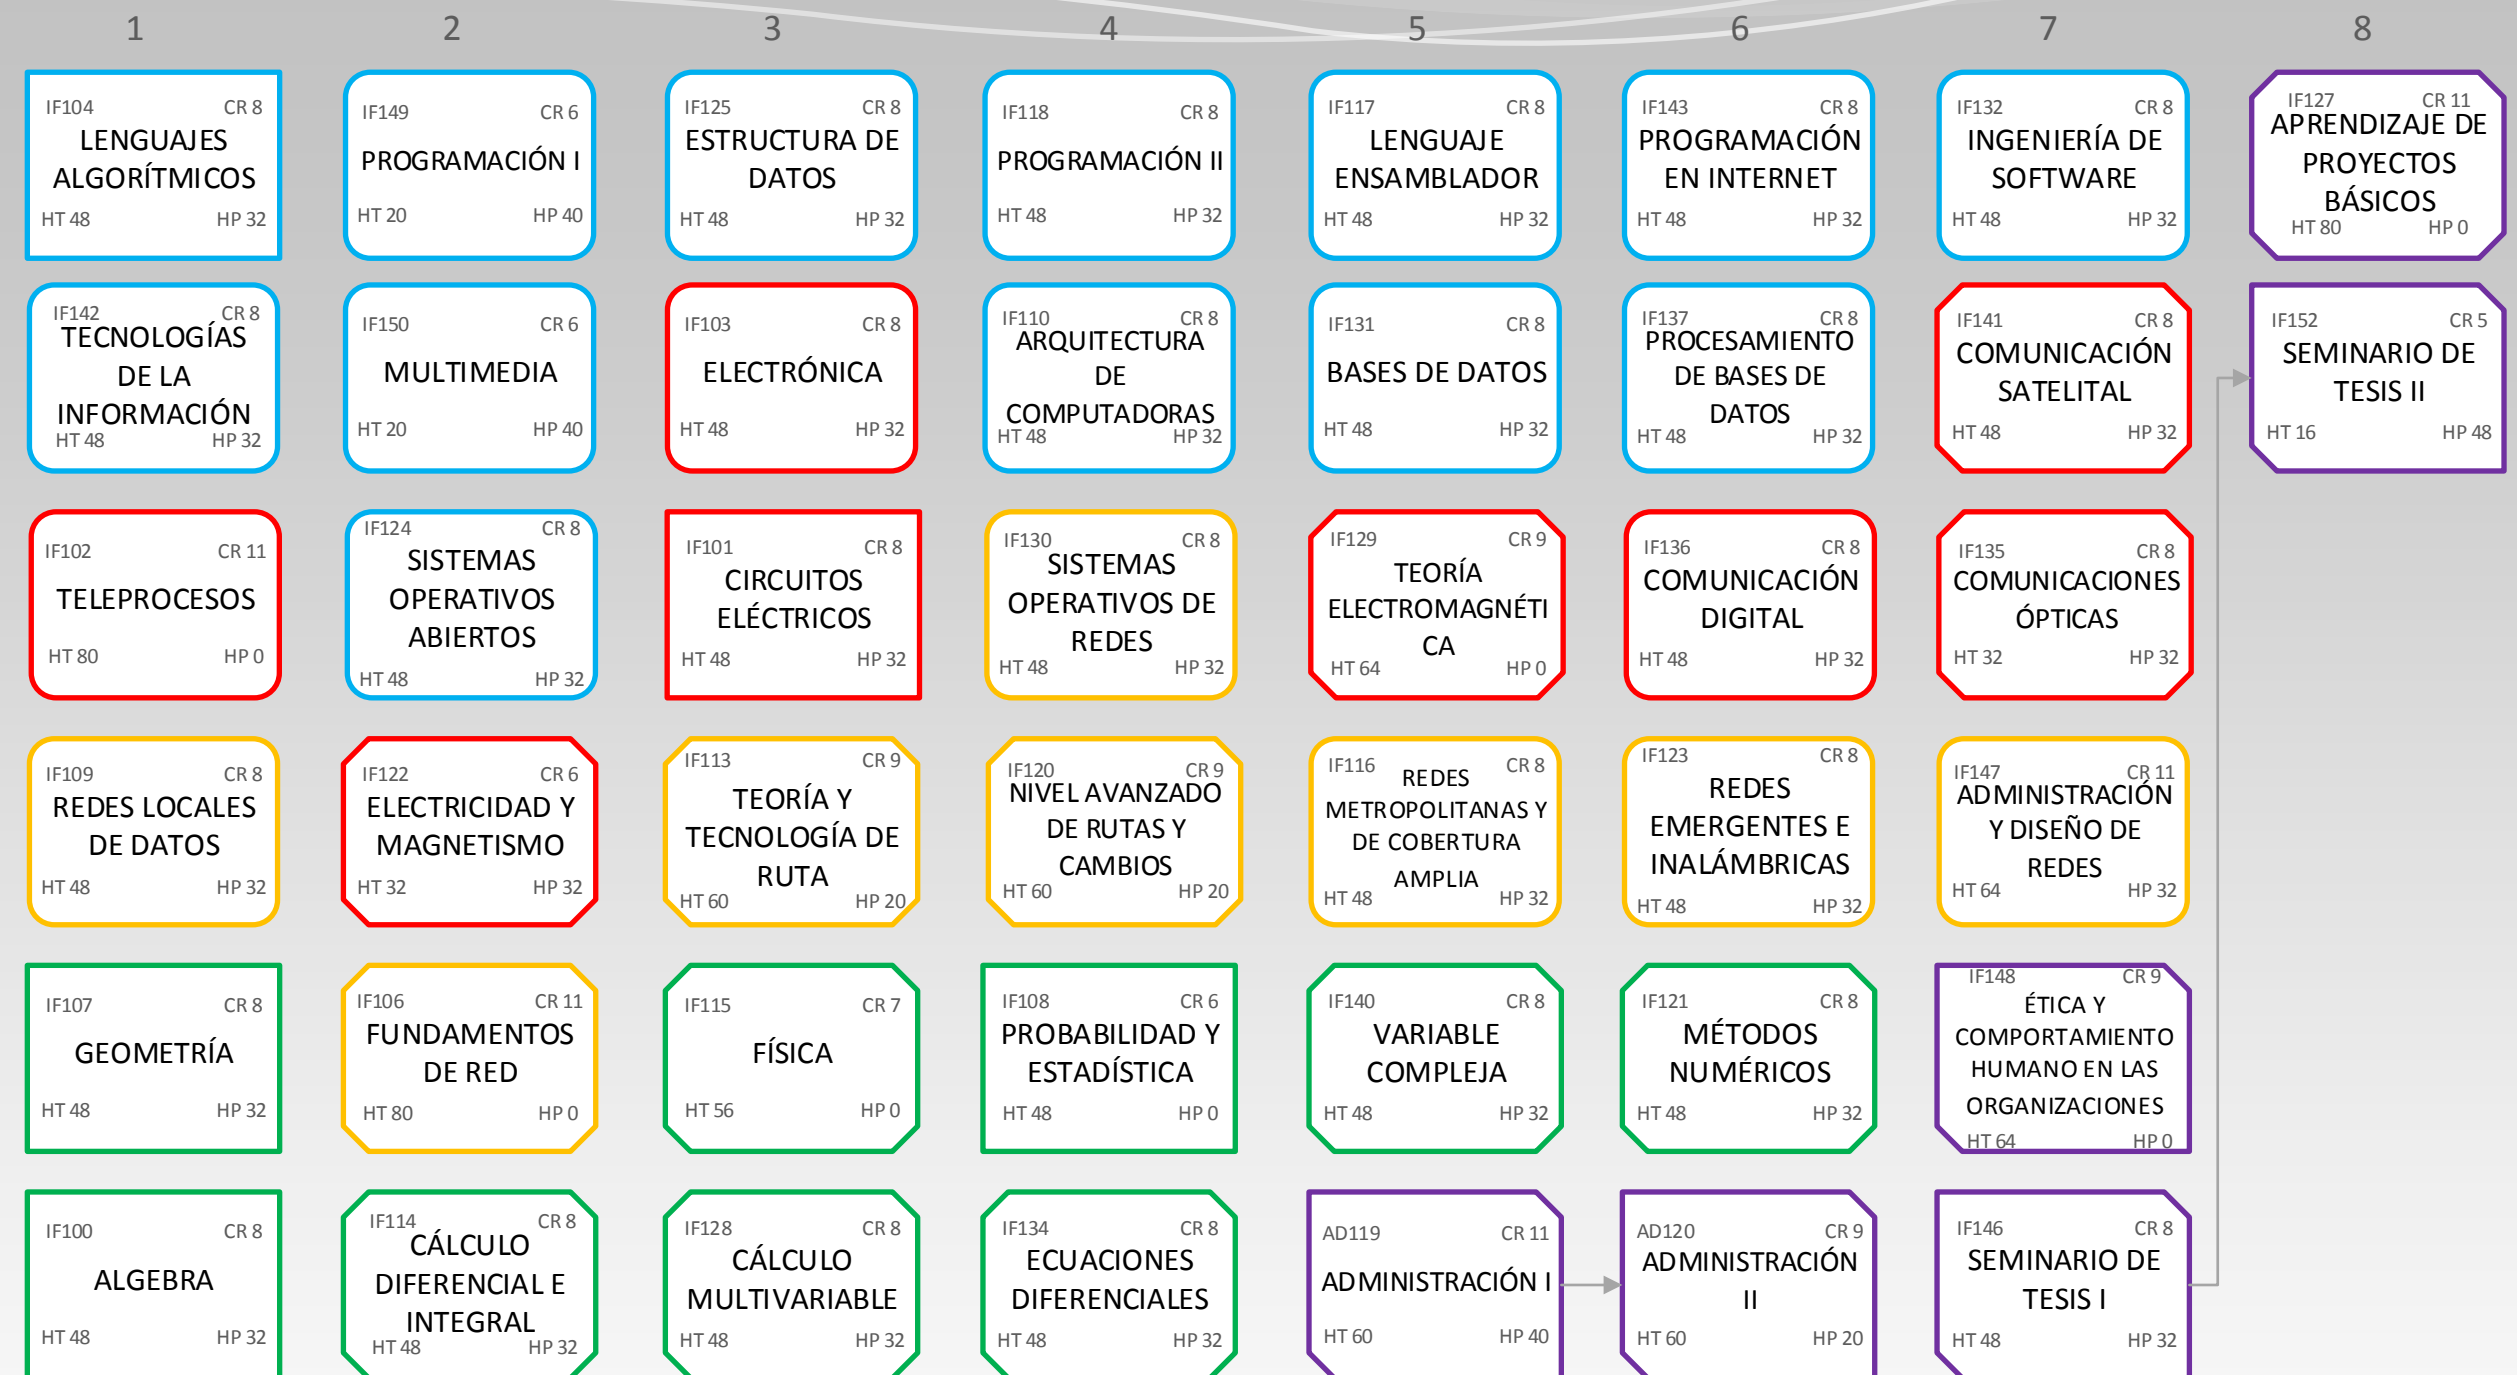 1 2 3 4 5 6 7 8
IF104 CR 8
LENGUAJES
ALGORÍTMICOS
HT 48 HP 32
IF149 CR 6
PROGRAMACIÓN I
HT 20 HP 40
IF125 CR 8
ESTRUCTURA DE
DATOS
HT 48 HP 32
IF118 CR 8
PROGRAMACIÓN II
HT 48 HP 32
IF117 CR 8
LENGUAJE
ENSAMBLADOR
HT 48 HP 32
IF143 CR 8
PROGRAMACIÓN
EN INTERNET
HT 48 HP 32
IF132 CR 8
INGENIERÍA DE
SOFTWARE
HT 48 HP 32
IF127 CR 11
APRENDIZAJE DE
PROYECTOS
BÁSICOS
HT 80 HP 0
IF142 CR 8
TECNOLOGÍAS
DE LA
INFORMACIÓN
HT 48 HP 32
IF150 CR 6
MULTIMEDIA
HT 20 HP 40
IF103 CR 8
ELECTRÓNICA
HT 48 HP 32
IF110 CR 8
ARQUITECTURA
DE
COMPUTADORAS
HT 48 HP 32
IF131 CR 8
BASES DE DATOS
HT 48 HP 32
IF137 CR 8
PROCESAMIENTO
DE BASES DE
DATOS
HT 48 HP 32
IF141 CR 8
COMUNICACIÓN
SATELITAL
HT 48 HP 32
IF152 CR 5
SEMINARIO DE
TESIS II
HT 16 HP 48
IF102 CR 11
TELEPROCESOS
HT 80 HP 0
IF124 CR 8
SISTEMAS
OPERATIVOS
ABIERTOS
HT 48 HP 32
IF101 CR 8
CIRCUITOS
ELÉCTRICOS
HT 48 HP 32
IF130 CR 8
SISTEMAS
OPERATIVOS DE
REDES
HT 48 HP 32
IF129 CR 9
TEORÍA
ELECTROMAGNÉTI
CA
HT 64 HP 0
IF136 CR 8
COMUNICACIÓN
DIGITAL
HT 48 HP 32
IF135 CR 8
COMUNICACIONES
ÓPTICAS
HT 32 HP 32
IF109 CR 8
REDES LOCALES
DE DATOS
HT 48 HP 32
IF122 CR 6
ELECTRICIDAD Y
MAGNETISMO
HT 32 HP 32
IF113 CR 9
TEORÍA Y
TECNOLOGÍA DE
RUTA
HT 60 HP 20
IF120 CR 9
NIVEL AVANZADO
DE RUTAS Y
CAMBIOS
HT 60 HP 20
IF116 CR 8
REDES
METROPOLITANAS Y
DE COBERTURA
AMPLIA
HT 48 HP 32
IF123 CR 8
REDES
EMERGENTES E
INALÁMBRICAS
HT 48 HP 32
IF147 CR 11
ADMINISTRACIÓN
Y DISEÑO DE
REDES
HT 64 HP 32
IF107 CR 8
GEOMETRÍA
HT 48 HP 32
IF106 CR 11
FUNDAMENTOS
DE RED
HT 80 HP 0
IF115 CR 7
FÍSICA
HT 56 HP 0
IF108 CR 6
PROBABILIDAD Y
ESTADÍSTICA
HT 48 HP 0
IF140 CR 8
VARIABLE
COMPLEJA
HT 48 HP 32
IF121 CR 8
MÉTODOS
NUMÉRICOS
HT 48 HP 32
IF148 CR 9
ÉTICA Y
COMPORTAMIENTO
HUMANO EN LAS
ORGANIZACIONES
HT 64 HP 0
IF100 CR 8
ALGEBRA
HT 48 HP 32
IF114 CR 8
CÁLCULO
DIFERENCIAL E
INTEGRAL
HT 48 HP 32
IF128 CR 8
CÁLCULO
MULTIVARIABLE
HT 48 HP 32
IF134 CR 8
ECUACIONES
DIFERENCIALES
HT 48 HP 32
AD119 CR 11
ADMINISTRACIÓN I
HT 60 HP 40
AD120 CR 9
ADMINISTRACIÓN
II
HT 60 HP 20
IF146 CR 8
SEMINARIO DE
TESIS I
HT 48 HP 32